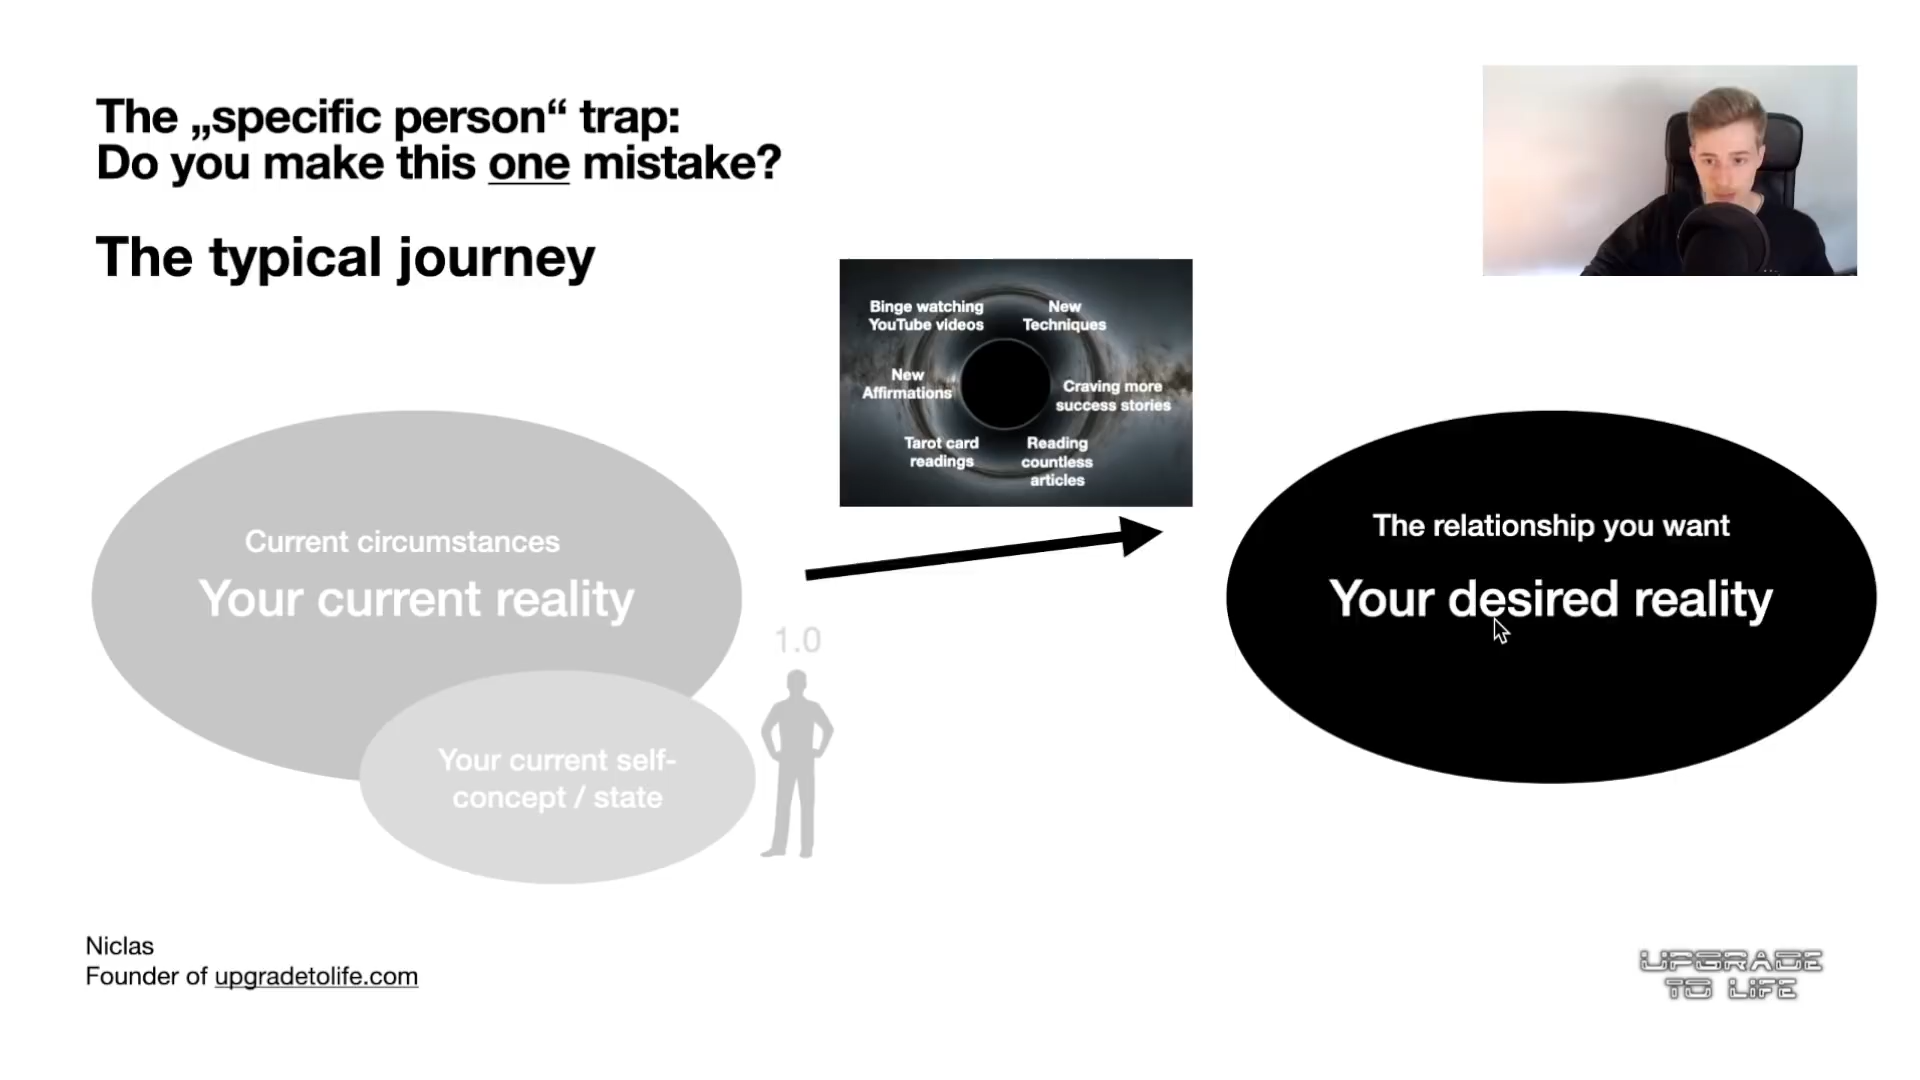 The „specific person“ trap:
Do you make this one mistake?
The typical journey
Binge watching
YouTube videos
New
Techniques
New
Affirmations
Craving more
success stories
Tarot card
readings
Reading
countless
articles
Current circumstances
Your current reality
The relationship you want
Your desired reality
1.0
Your current self-
concept / state
Niclas
Founder of upgradetolife.com
UPGRADE
TO LIFE